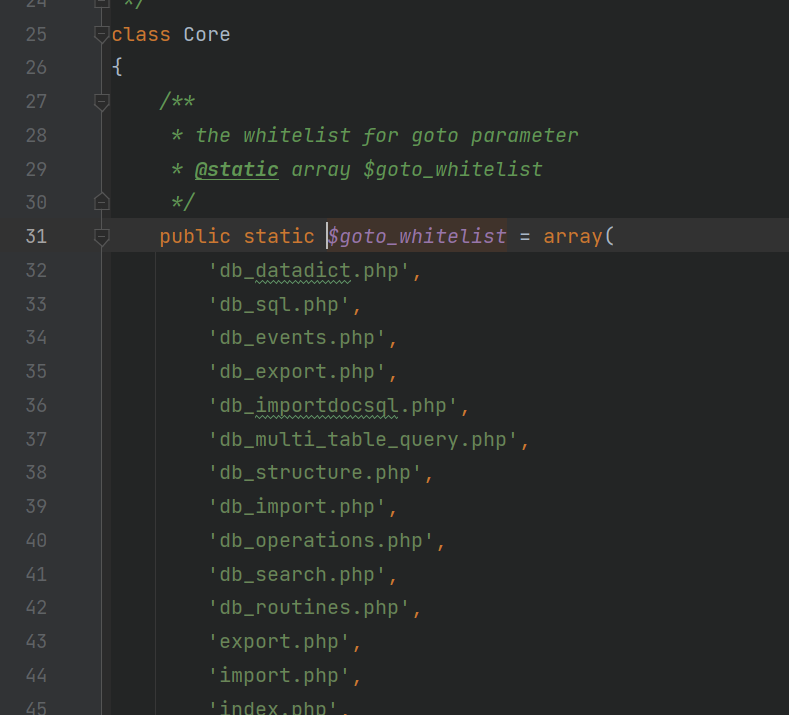 24 */
25 class Core
26 {
27 /**
28 * the whitelist for goto parameter
29 * @static array $goto_whitelist
30 */
31 public static $goto_whitelist = array(
32 'db_datadict.php',
33 'db_sql.php',
34 'db_events.php',
35 'db_export.php',
36 'db_importdocsql.php',
37 'db_multi_table_query.php',
38 'db_structure.php',
39 'db_import.php',
40 'db_operations.php',
41 'db_search.php',
42 'db_routines.php',
43 'export.php',
44 'import.php',
45 'index.php',